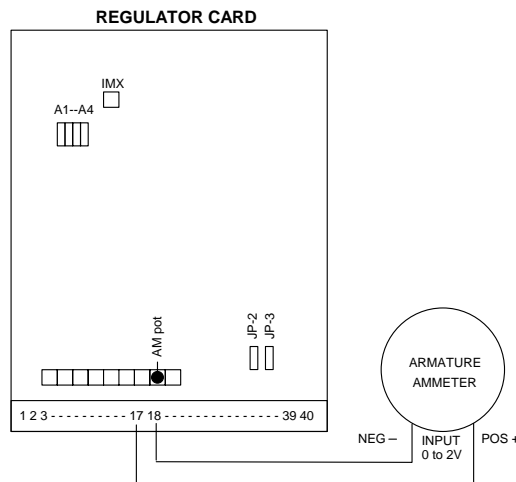 REGULATOR CARD
IMX
A1--A4
AM pot
JP-2
JP-3
ARMATURE
AMMETER
1 2 3 - - - - - - - - - - - 17 18 - - - - - - - - - - - - - - - - 39 40
NEG –
INPUT
0 to 2V
POS +